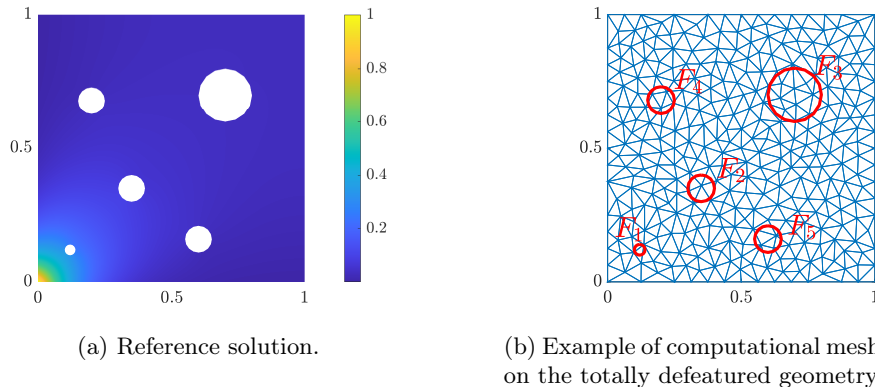 1
0.5
0
0
0.5
1
1
0.8
0.6
0.4
0.2
(a) Reference solution.
1
0.5
0
0
0.5
1
F4
F3
F2
F1
F5
(b) Example of computational mesh
on the totally defeatured geometry